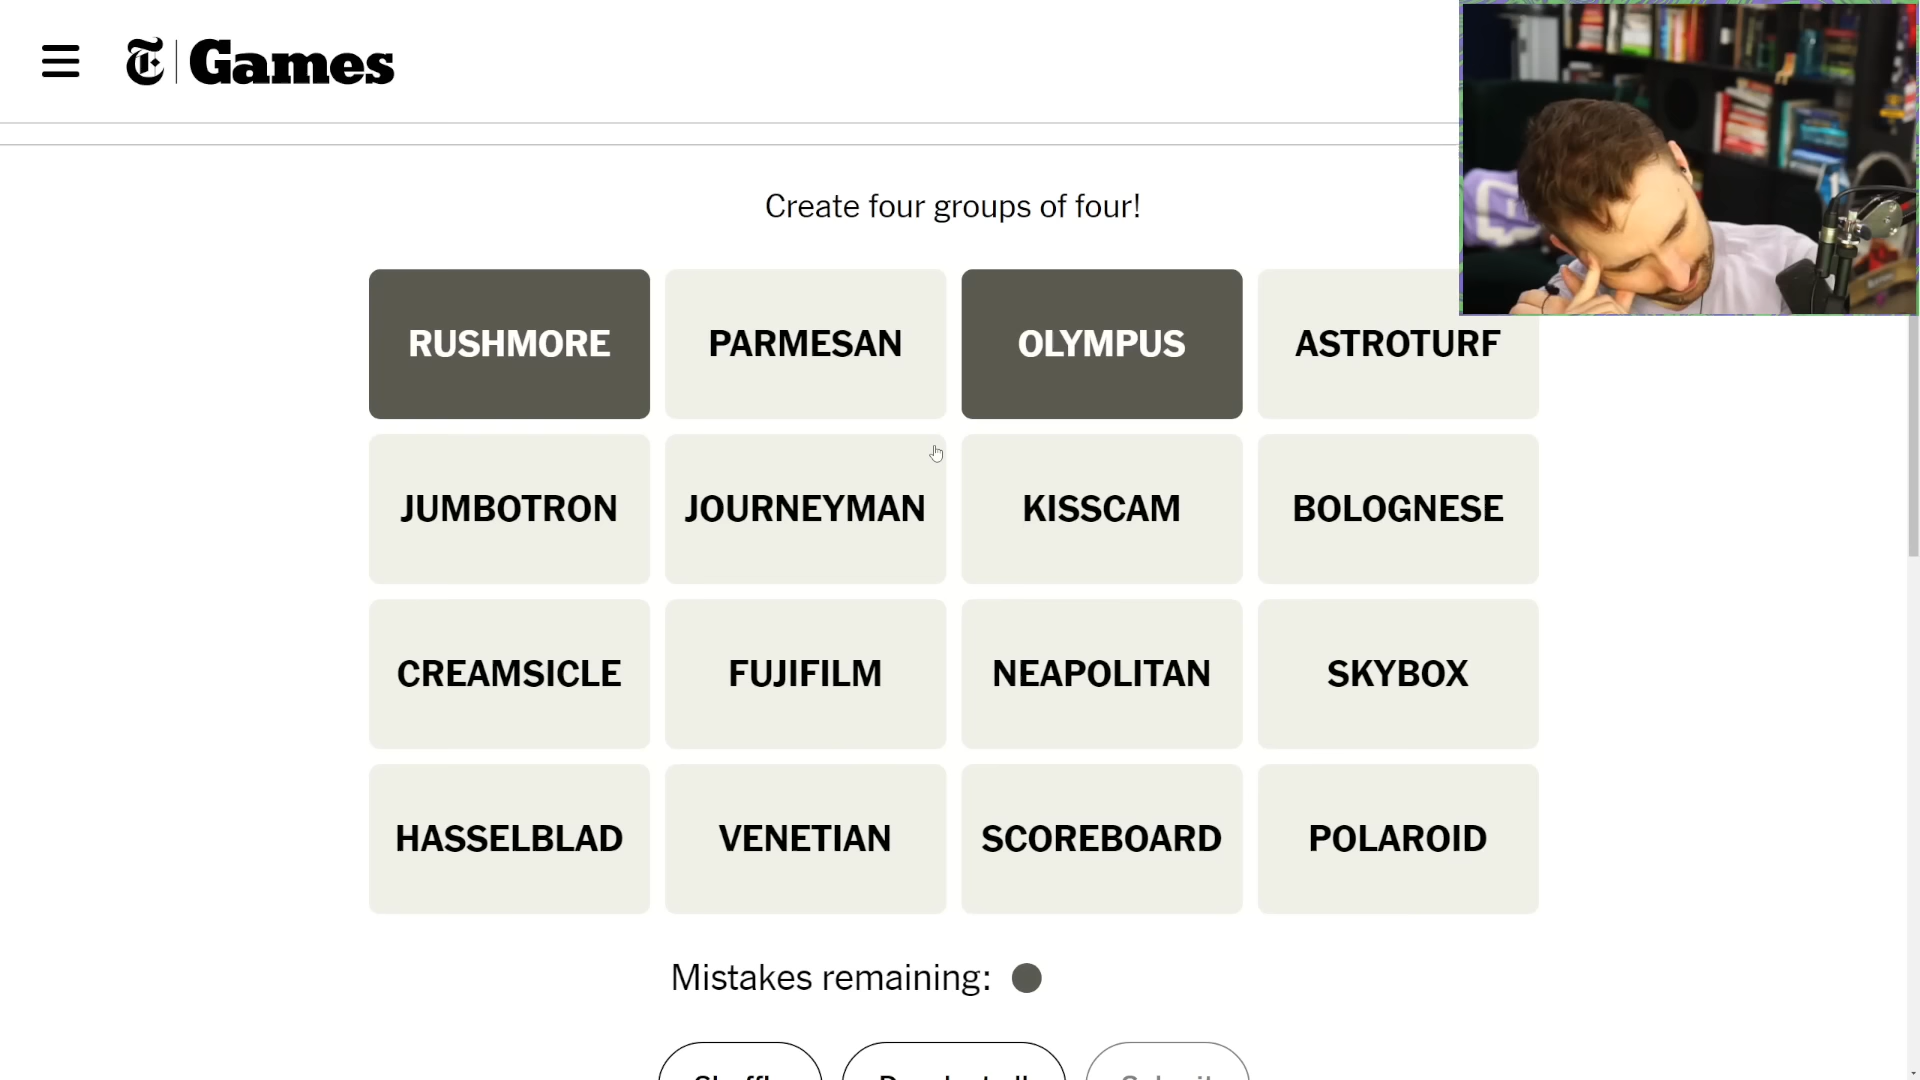 T Games
Create four groups of four!
RUSHMORE PARMESAN OLYMPUS ASTROTURF
JUMBOTRON JOURNEYMAN KISSCAM BOLOGNESE
CREAMSICLE FUJIFILM NEAPOLITAN SKYBOX
HASSELBLAD VENETIAN SCOREBOARD POLAROID
Mistakes remaining: